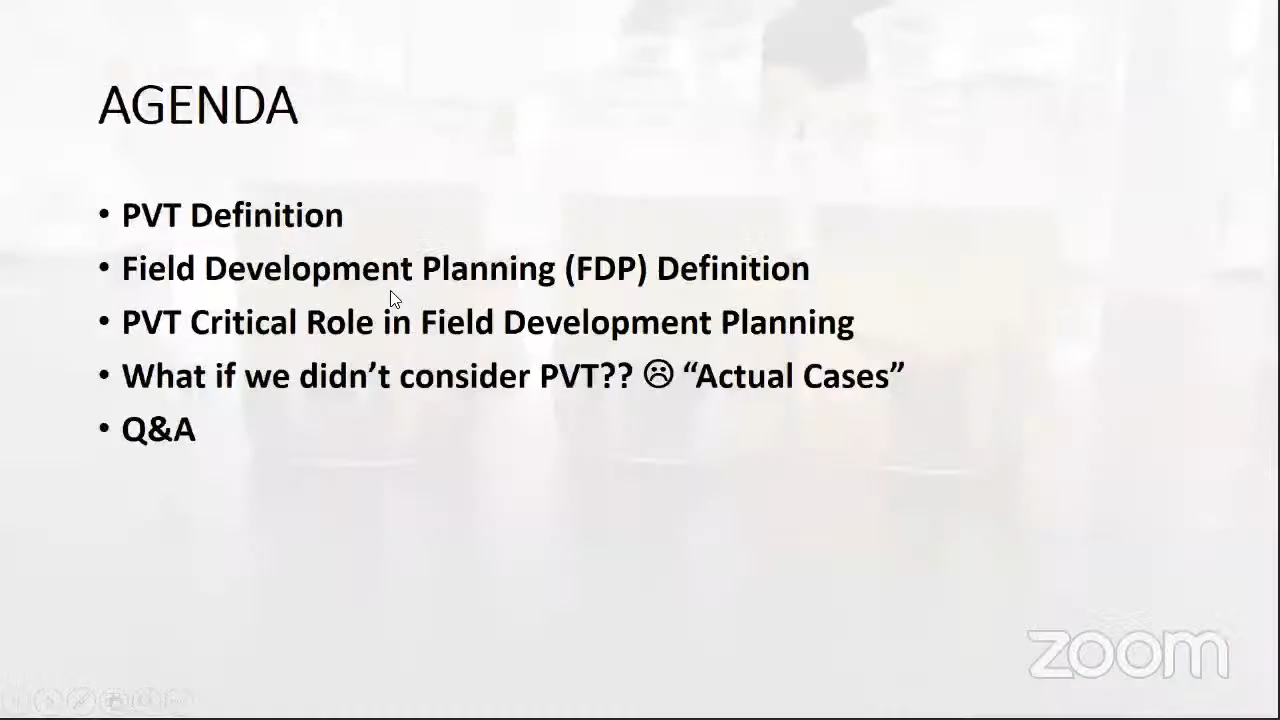 AGENDA
• PVT Definition
• Field Development Planning (FDP) Definition
• PVT Critical Role in Field Development Planning
• What if we didn’t consider PVT?? ☹ “Actual Cases”
• Q&A
zoom